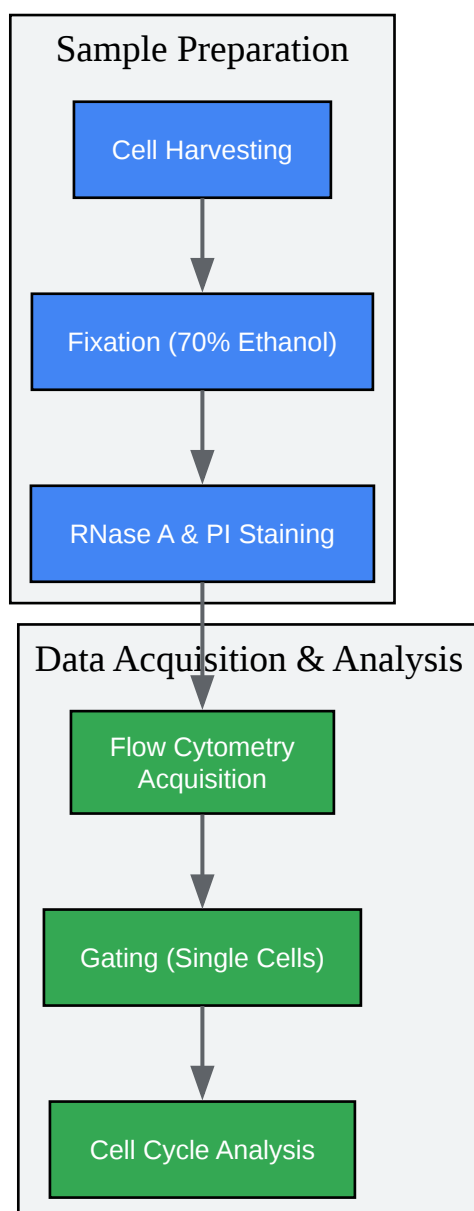 Sample Preparation
Cell Harvesting
Fixation (70% Ethanol)
RNase A & PI Staining
Data Acquisition & Analysis
Flow Cytometry
Acquisition
Gating (Single Cells)
Cell Cycle Analysis